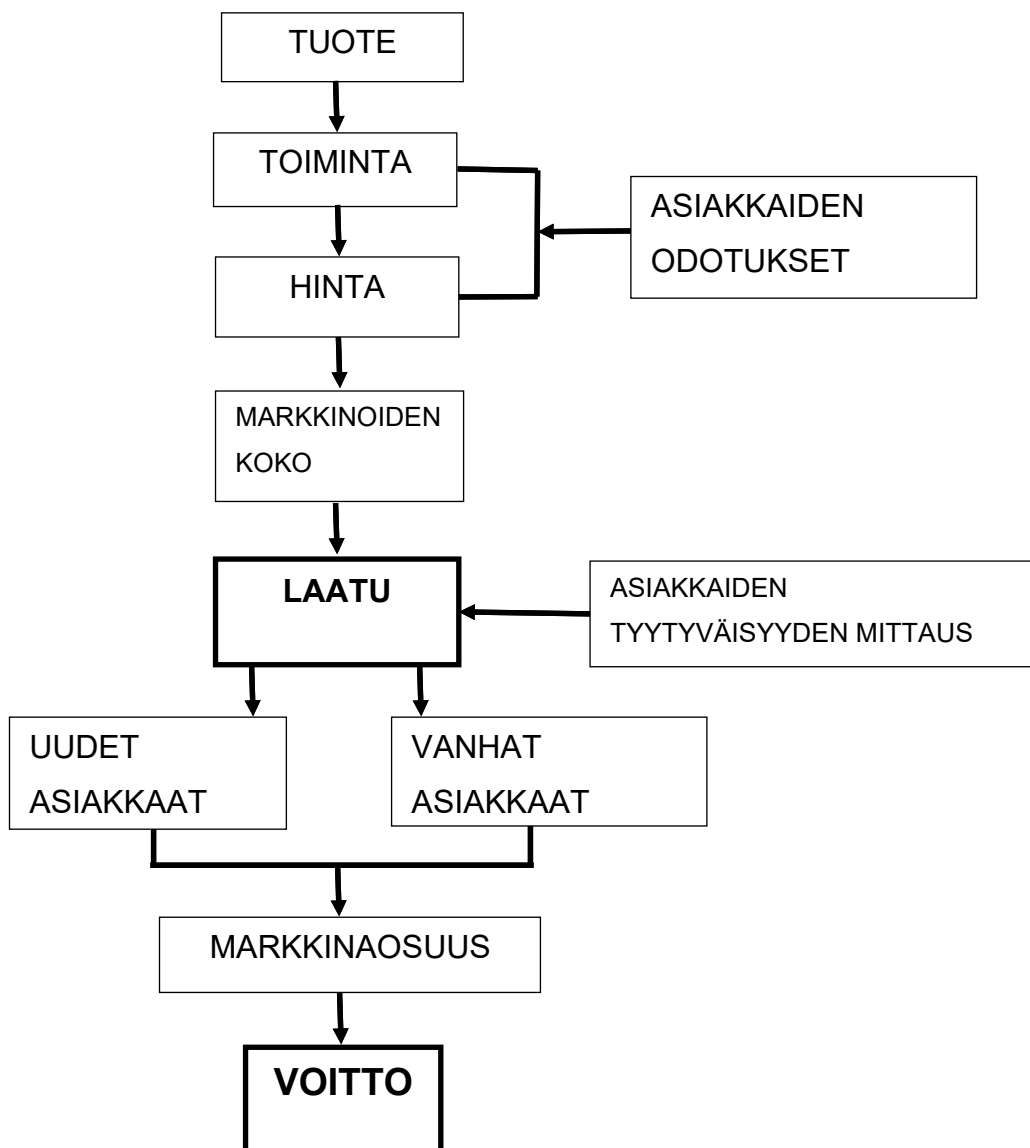 TUOTE
TOIMINTA
ASIAKKAIDEN
ODOTUKSET
HINTA
MARKKINOIDEN
KOKO
LAATU
ASIAKKAIDEN
TYYTYVÄISYYDEN MITTAUS
UUDET
ASIAKKAAT
VANHAT
ASIAKKAAT
MARKKINAOSUUS
VOITTO